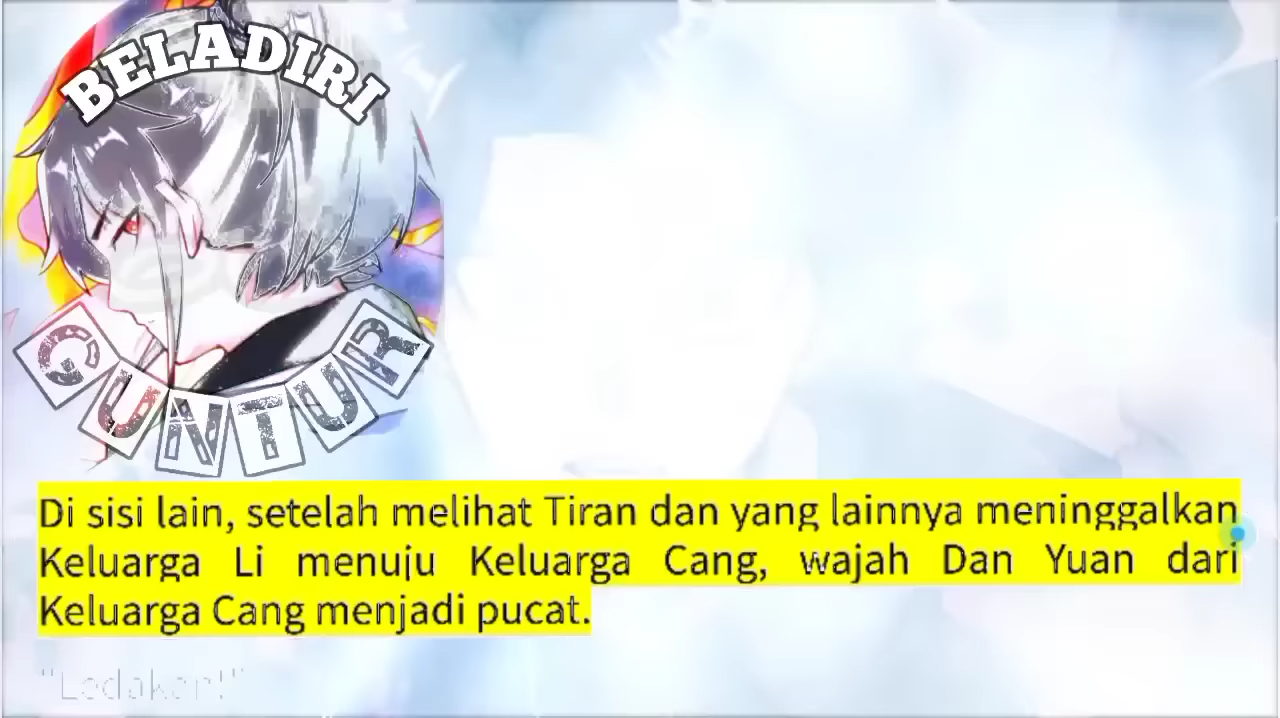 BELADIRI
GUNTUR
Di sisi lain, setelah melihat Tiran dan yang lainnya meninggalkan
Keluarga Li menuju Keluarga Cang, wajah Dan Yuan dari
Keluarga Cang menjadi pucat.
"Ledakan!"